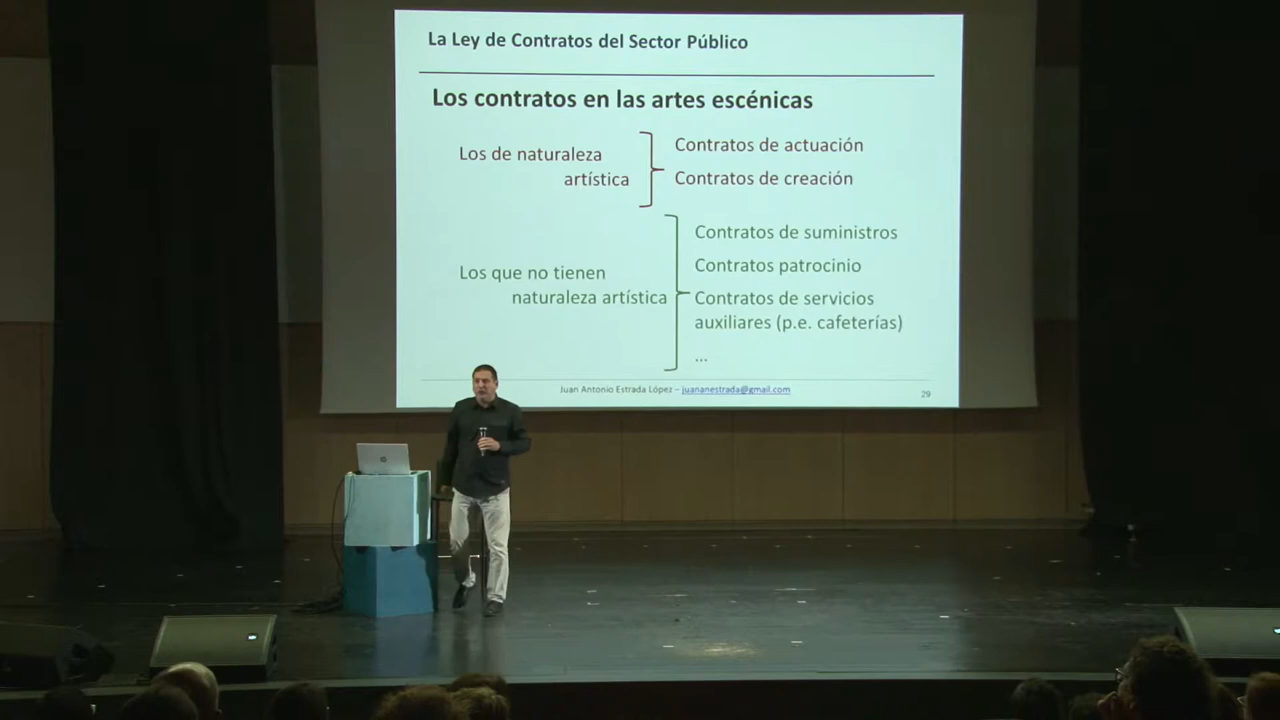 La Ley de Contratos del Sector Público
Los contratos en las artes escénicas
Los de naturaleza
artística
Contratos de actuación
Contratos de creación
Los que no tienen
naturaleza artística
Contratos de suministros
Contratos patrocinio
Contratos de servicios
auxiliares (p.e. cafeterías)
...
Juan Antonio Estrada López – juananestrada@gmail.com
29